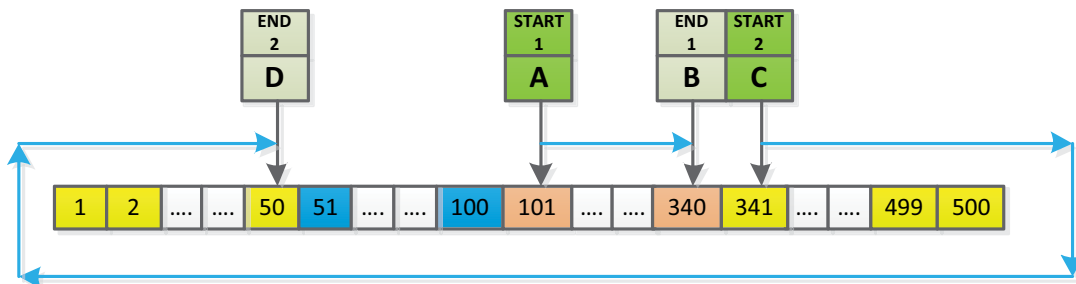 END START END START
2 1 1 2
D A B C
1 2 .... .... 50 51 .... .... 100 101 .... .... 340 341 .... .... 499 500